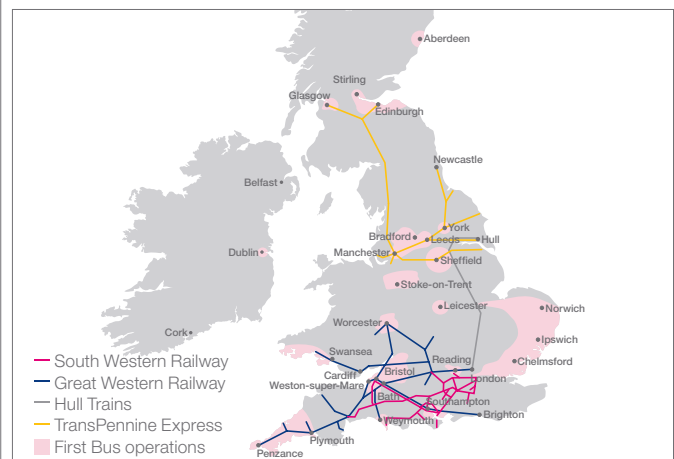 Aberdeen
Stirling
Glasgow
Edinburgh
Newcastle
Belfast
York
Bradford
Leeds
Hull
Dublin
Manchester
Sheffield
Stoke-on-Trent
Leicester
Norwich
Worcester
Cork
Ipswich
Swansea
Reading
Chelmsford
South Western Railway
Cardiff
Bristol
London
Great Western Railway
Weston-super-Mare
Bath
Southampton
Hull Trains
Brighton
Weymouth
TransPennine Express
Plymouth
First Bus operations
Penzance